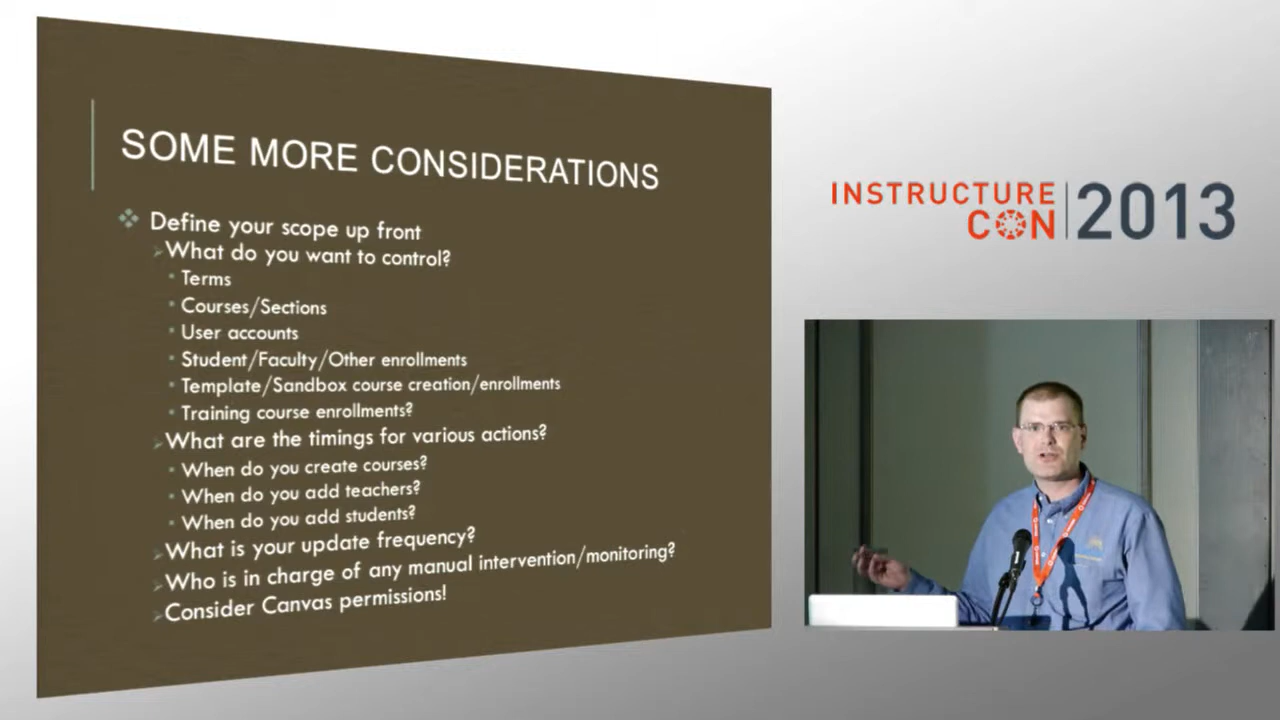 SOME MORE CONSIDERATIONS
Define your scope up front
What do you want to control?
Terms
Courses/Sections
User accounts
Student/Faculty/Other enrollments
Template/Sandbox course creation/enrollments
Training course enrollments?
What are the timings for various actions?
When do you create courses?
When do you add teachers?
When do you add students?
What is your update frequency?
Who is in charge of any manual intervention/monitoring?
Consider Canvas permissions!
INSTRUCTURE
CON 2013